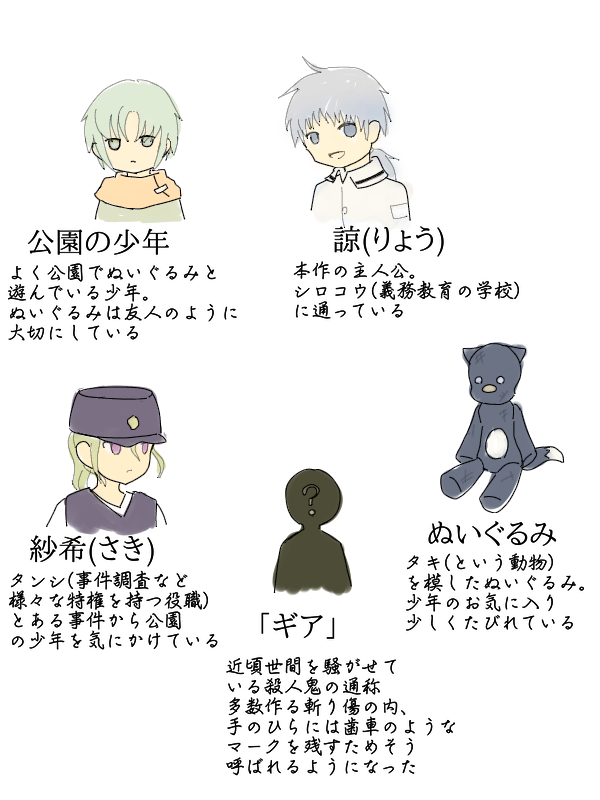 公園の少年
よく公園でぬいぐるみと
遊んでいる少年。
ぬいぐるみは友人のように
大切にしている
諒(りょう)
本作の主人公。
シロコウ(義務教育の学校)
に通っている
紗希(さき)
タンシ(事件調査など
様々な特権を持つ役職)
とある事件から公園
の少年を気にかけている
?
「ギア」
近頃世間を騒がせて
いる殺人鬼の通称
多数作る斬り傷の内、
手のひらには歯車のような
マークを残すためそう
呼ばれるようになった
ぬいぐるみ
タキ(という動物)
を模したぬいぐるみ。
少年のお気に入り
少しくたびれている